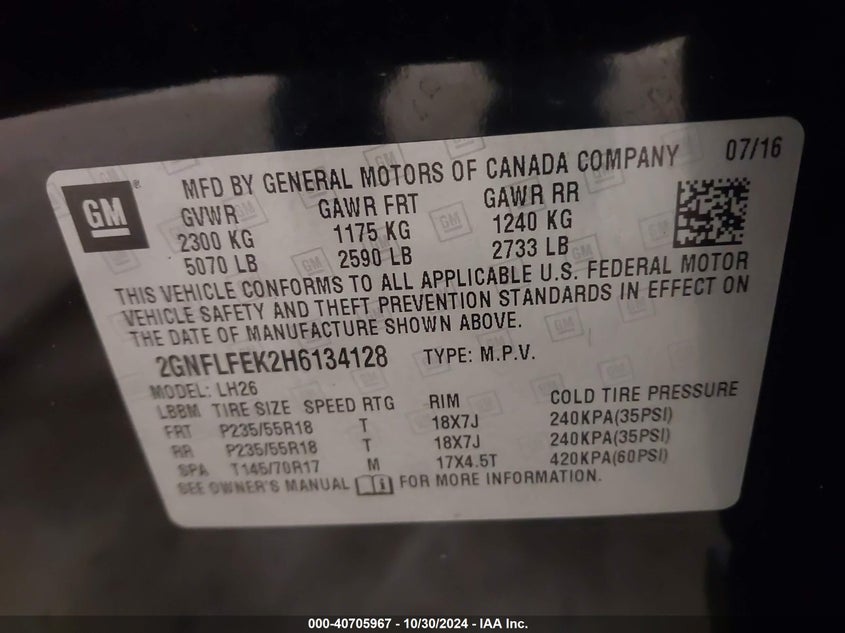 GM
MFD BY GENERAL MOTORS OF CANADA COMPANY 07/16
GVWR GAWR FRT GAWR RR
2300 KG 1175 KG 1240 KG
5070 LB 2590 LB 2733 LB
THIS VEHICLE CONFORMS TO ALL APPLICABLE U.S. FEDERAL MOTOR
VEHICLE SAFETY AND THEFT PREVENTION STANDARDS IN EFFECT ON
THE DATE OF MANUFACTURE SHOWN ABOVE.
2GNFLFEK2H6134128 TYPE: M.P.V.
MODEL: LH26
LBBM TIRE SIZE SPEED RTG RIM COLD TIRE PRESSURE
FRT P235/55R18 T 18X7J 240KPA(35PSI)
RR P235/55R18 T 18X7J 240KPA(35PSI)
SPA T145/70R17 M 17X4.5T 420KPA(60PSI)
SEE OWNER'S MANUAL FOR MORE INFORMATION.
000-40705967 - 10/30/2024 - IAA Inc.